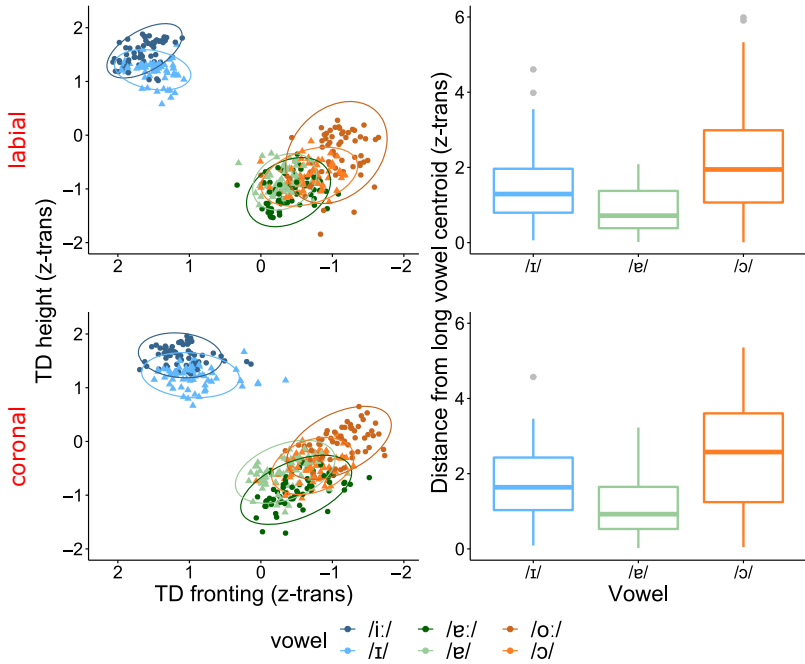 labial
coronal
TD height (z-trans)
2
1
0
−1
−2
2
1
0
−1
−2
2
1
0
−1
−2
2
1
0
−1
−2
TD fronting (z-trans)
Distance from long vowel centroid (z-trans)
6
4
2
0
/ɪ/
/ɐ/
/ɔ/
6
4
2
0
/ɪ/
/ɐ/
/ɔ/
Vowel
vowel
/iː/
/ɐː/
/oː/
/ɪ/
/ɐ/
/ɔ/